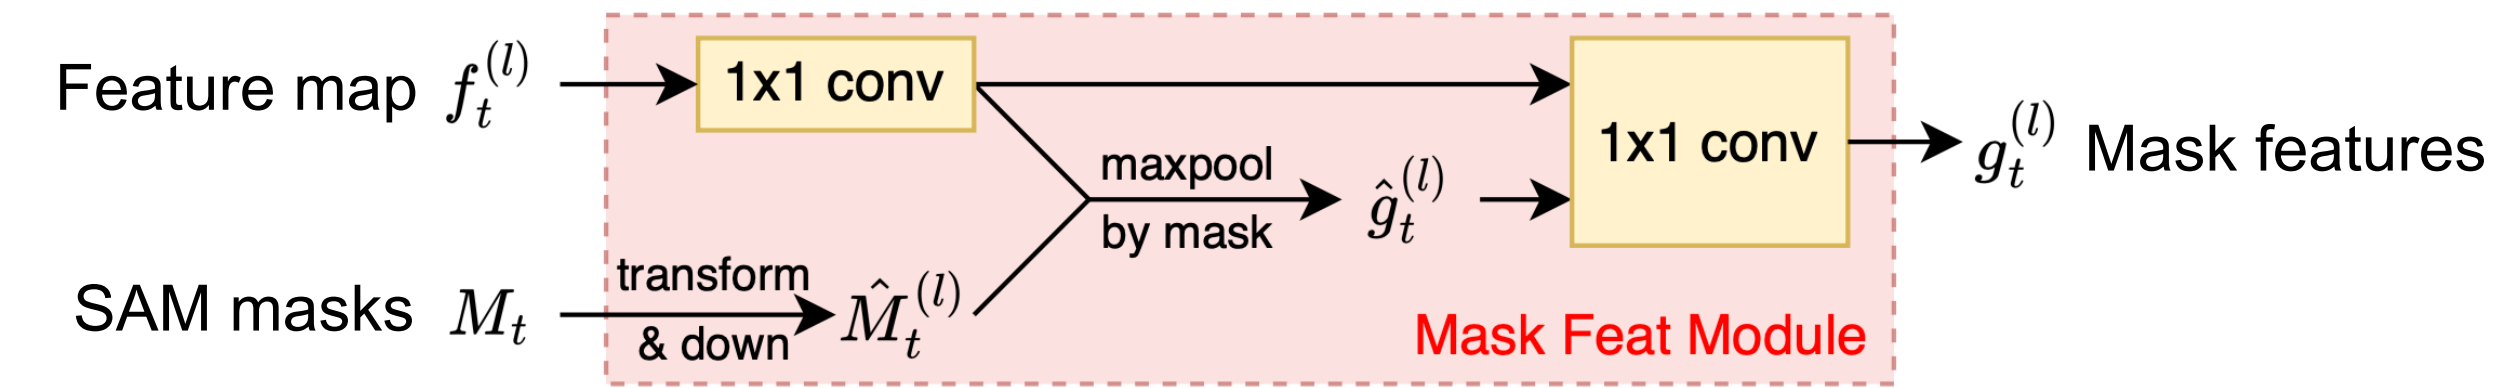 Feature map f_t^{(l)}
1x1 conv
1x1 conv
maxpool
by mask
ĝ_t^{(l)}
g_t^{(l)} Mask features
SAM masks M_t
transform
& down
M̂_t^{(l)}
Mask Feat Module